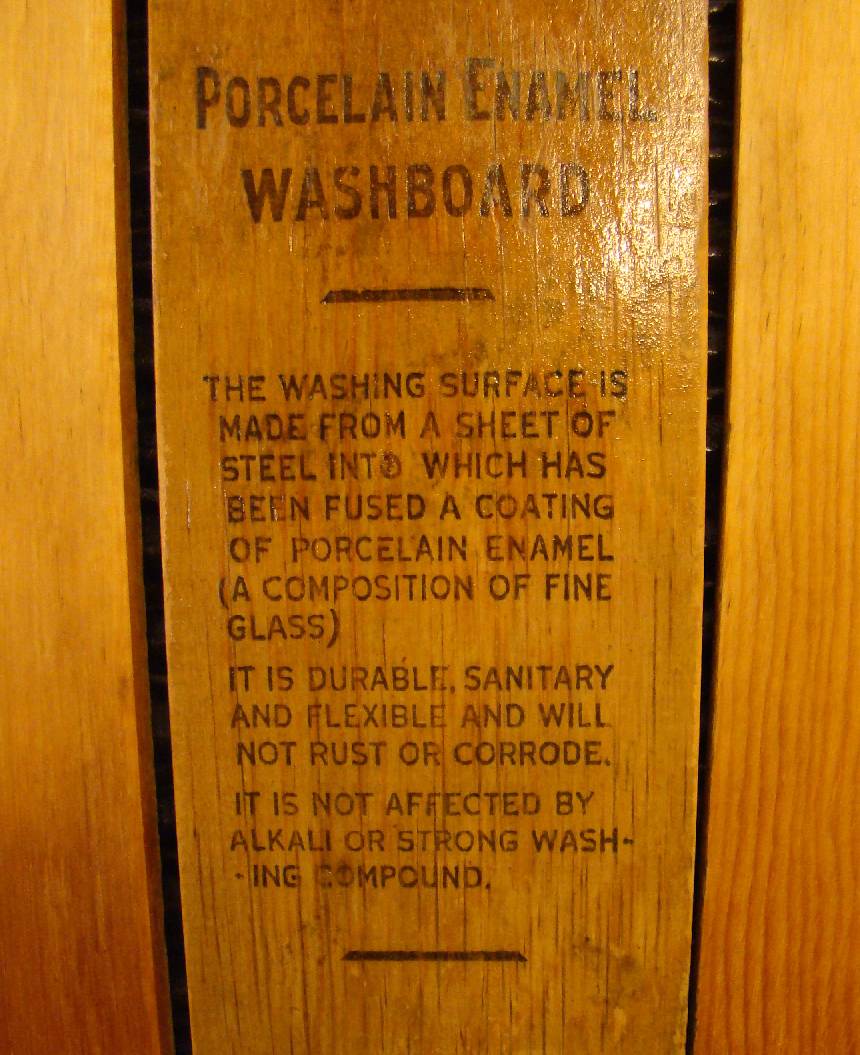 PORCELAIN ENAMEL
WASHBOARD
THE WASHING SURFACE IS
MADE FROM A SHEET OF
STEEL INTO WHICH HAS
BEEN FUSED A COATING
OF PORCELAIN ENAMEL
(A COMPOSITION OF FINE
GLASS)
IT IS DURABLE, SANITARY
AND FLEXIBLE AND WILL
NOT RUST OR CORRODE.
IT IS NOT AFFECTED BY
ALKALI OR STRONG WASH-
-ING COMPOUND.